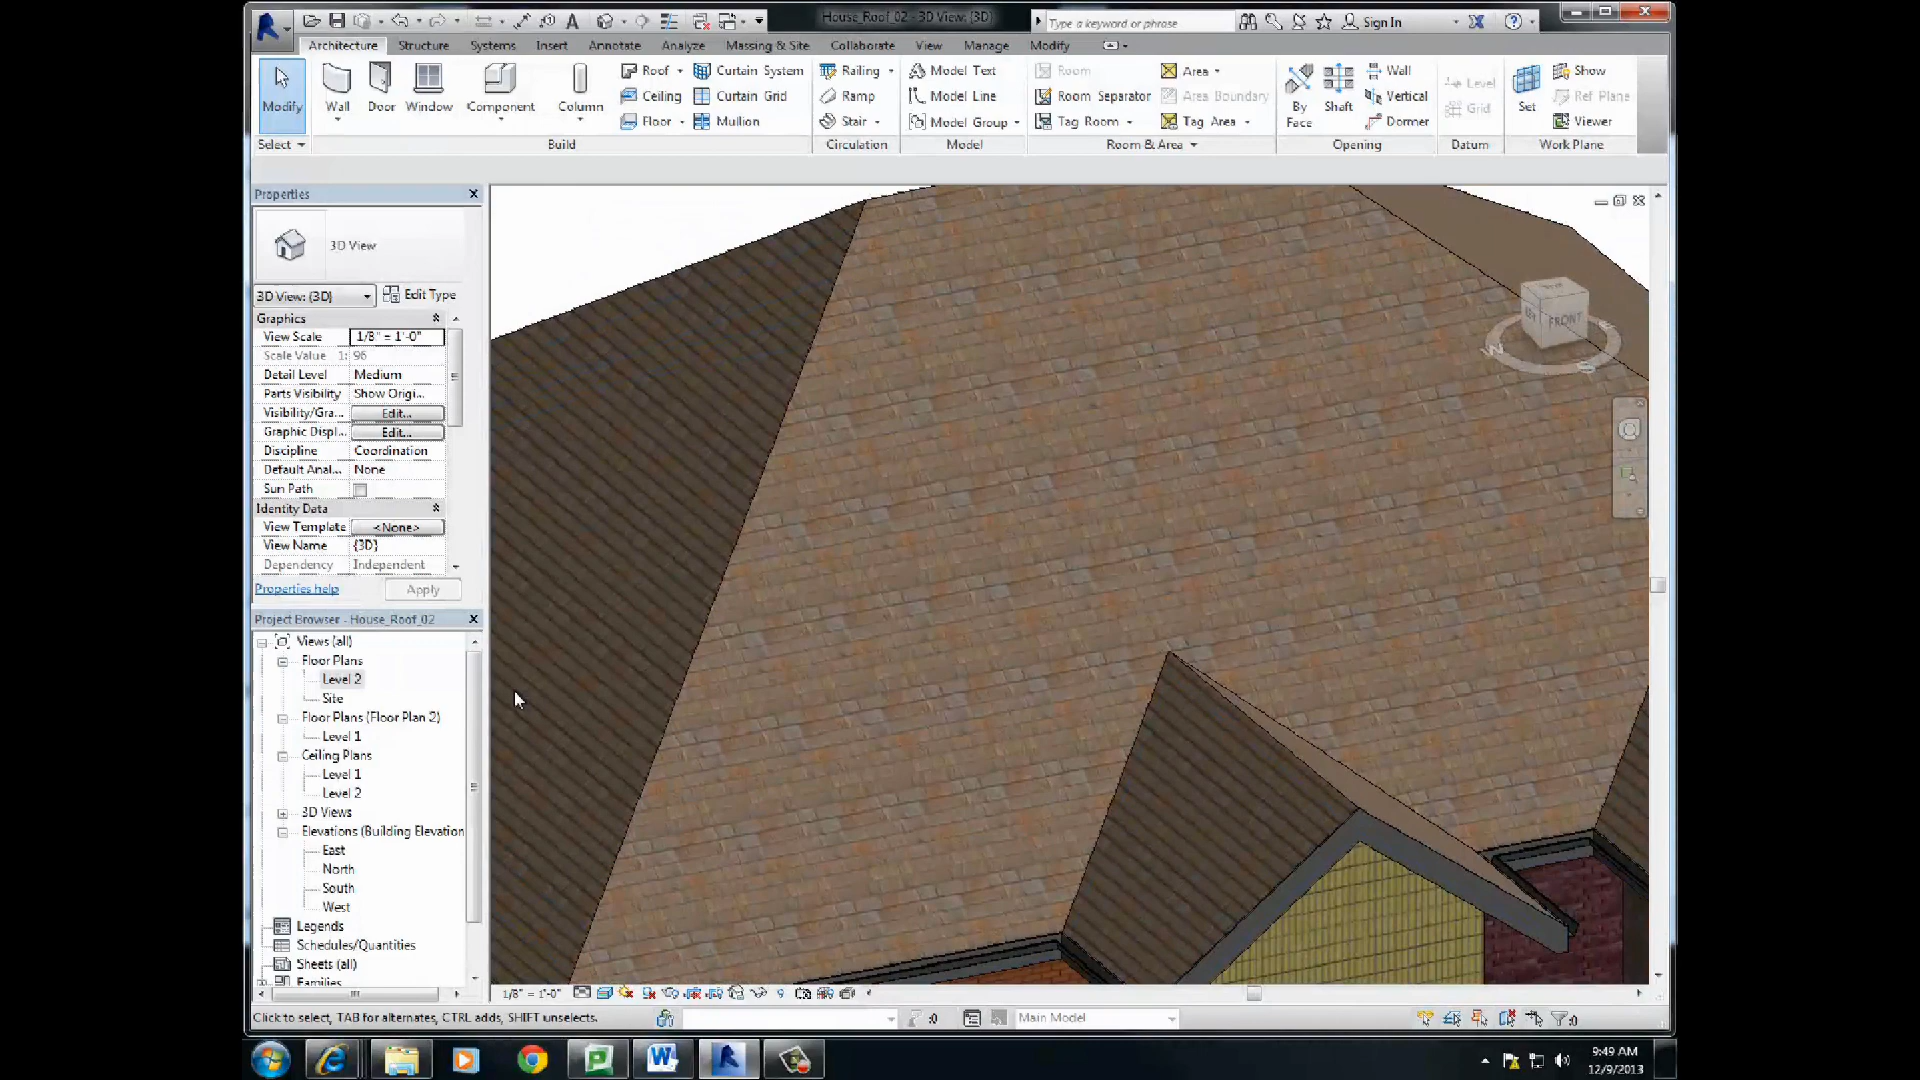 House_Roof_02 - 3D View: {3D}
Type a keyword or phrase
Sign In
Architecture Structure Systems Insert Annotate Analyze Massing & Site Collaborate View Manage Modify
Modify Wall Door Window Component Column
Roof Ceiling Floor
Curtain System Curtain Grid Mullion
Railing Ramp Stair
Model Text Model Line Model Group
Room Room Separator Tag Room
Area Area Boundary Tag Area
By Face Shaft Wall Vertical Dormer
Level Grid
Set Show Ref Plane Viewer
Select Build Circulation Model Room & Area Opening Datum Work Plane
Properties
3D View
3D View: {3D} Edit Type
Graphics
View Scale 1/8" = 1'-0"
Scale Value 1: 96
Detail Level Medium
Parts Visibility Show Origi...
Visibility/Gra... Edit...
Graphic Displ... Edit...
Discipline Coordination
Default Anal... None
Sun Path
Identity Data
View Template <None>
View Name {3D}
Dependency Independent
Properties help Apply
Project Browser - House_Roof_02
Views (all)
Floor Plans
Level 2
Site
Floor Plans (Floor Plan 2)
Level 1
Ceiling Plans
Level 1
Level 2
3D Views
Elevations (Building Elevation
East
North
South
West
Legends
Schedules/Quantities
Sheets (all)
Families
FRONT
1/8" = 1'-0"
Click to select, TAB for alternates, CTRL adds, SHIFT unselects.
:0
Main Model
:0
9:49 AM
12/9/2013